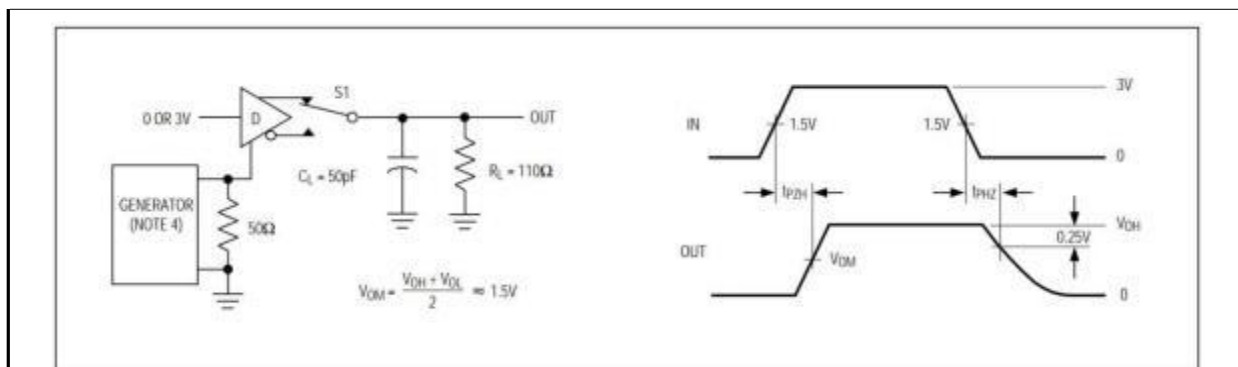 0 OR 3V
D
S1
OUT
C_L = 50pF
R_L = 110Ω
GENERATOR
(NOTE 4)
50Ω
V_OM = V_OH + V_OL / 2 ≈ 1.5V
IN
3V
1.5V
1.5V
0
t_PZH
t_PHZ
OUT
V_OM
V_OH
0.25V
0